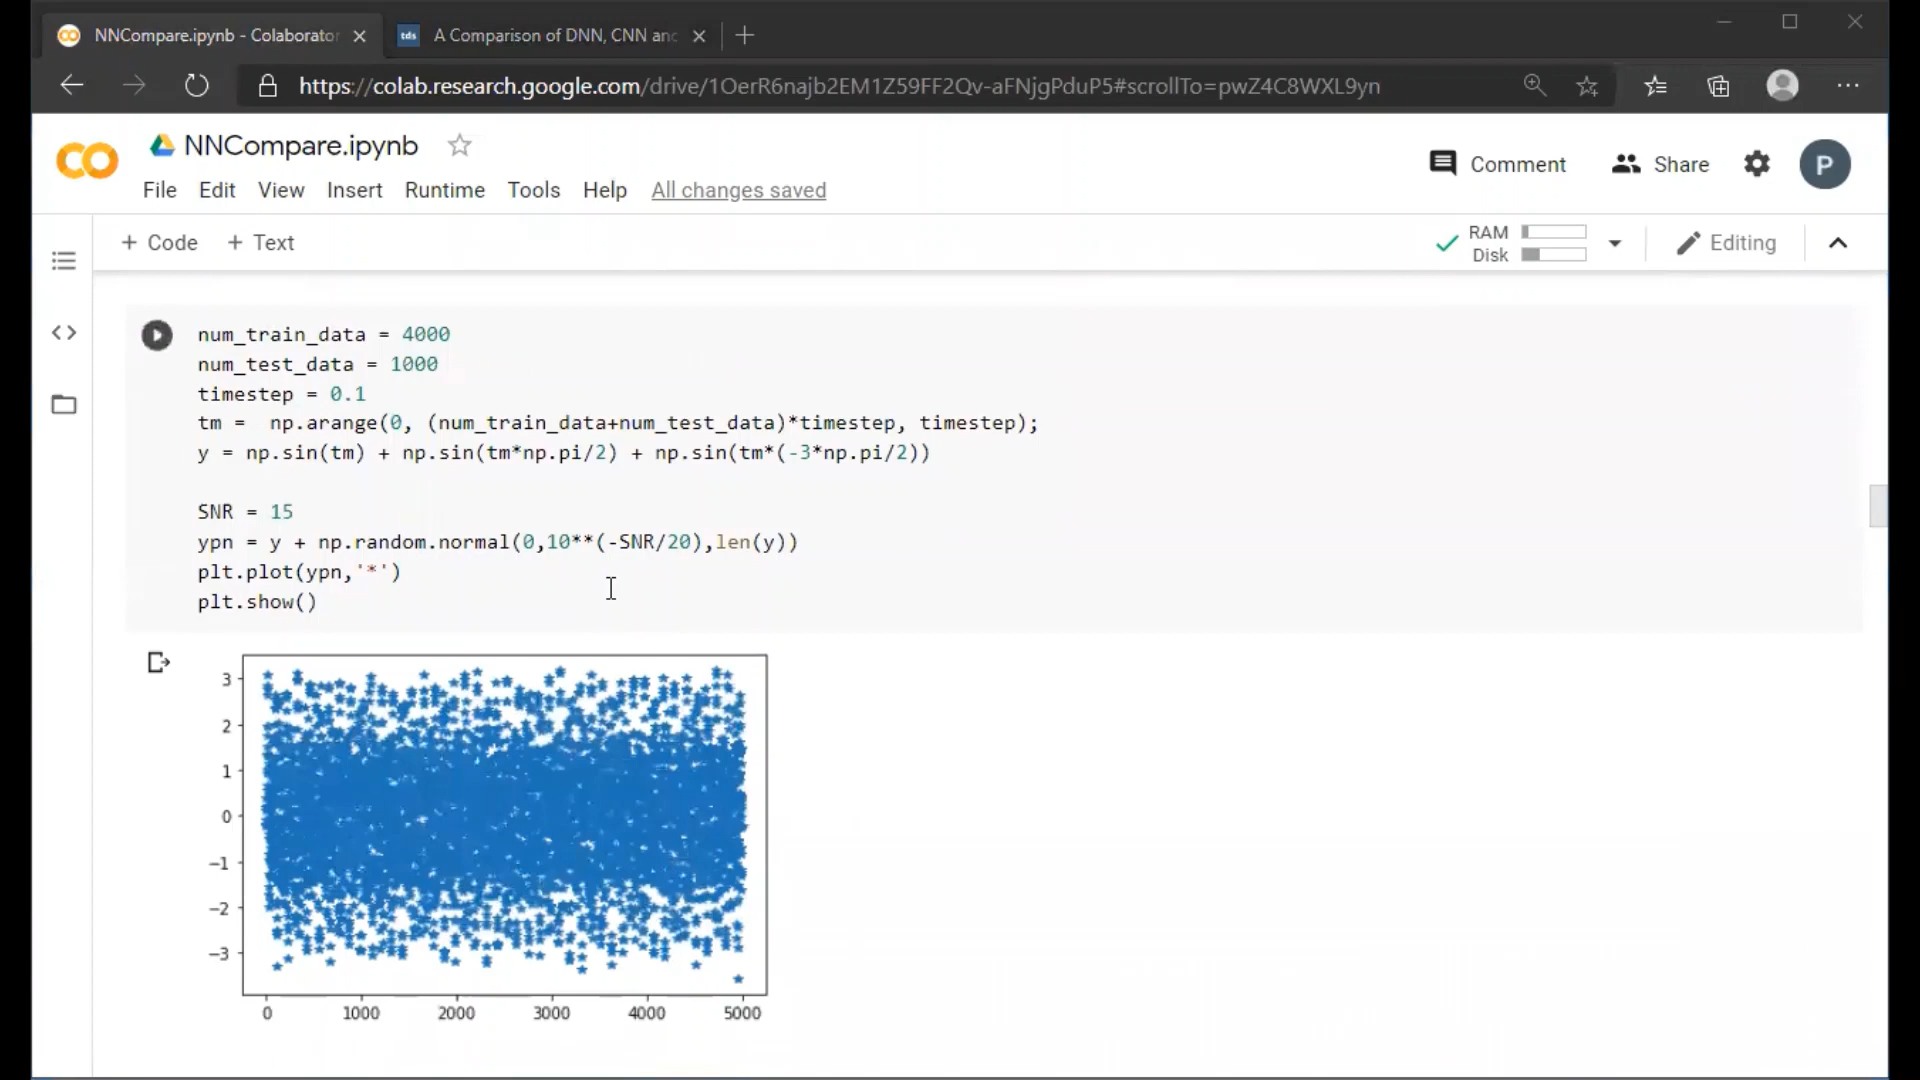 NNCompare.ipynb - Colaborator
tds A Comparison of DNN, CNN and
https://colab.research.google.com/drive/1OerR6najb2EM1Z59FF2Qv-aFNjgPduP5#scrollTo=pwZ4C8WXL9yn
CO NNCompare.ipynb
Comment Share P
File Edit View Insert Runtime Tools Help All changes saved
+ Code + Text
RAM
Disk
Editing
num_train_data = 4000
num_test_data = 1000
timestep = 0.1
tm =  np.arange(0, (num_train_data+num_test_data)*timestep, timestep);
y = np.sin(tm) + np.sin(tm*np.pi/2) + np.sin(tm*(-3*np.pi/2))
SNR = 15
ypn = y + np.random.normal(0,10**(-SNR/20),len(y))
plt.plot(ypn,'*')
plt.show()
3
2
1
0
−1
−2
−3
0 1000 2000 3000 4000 5000